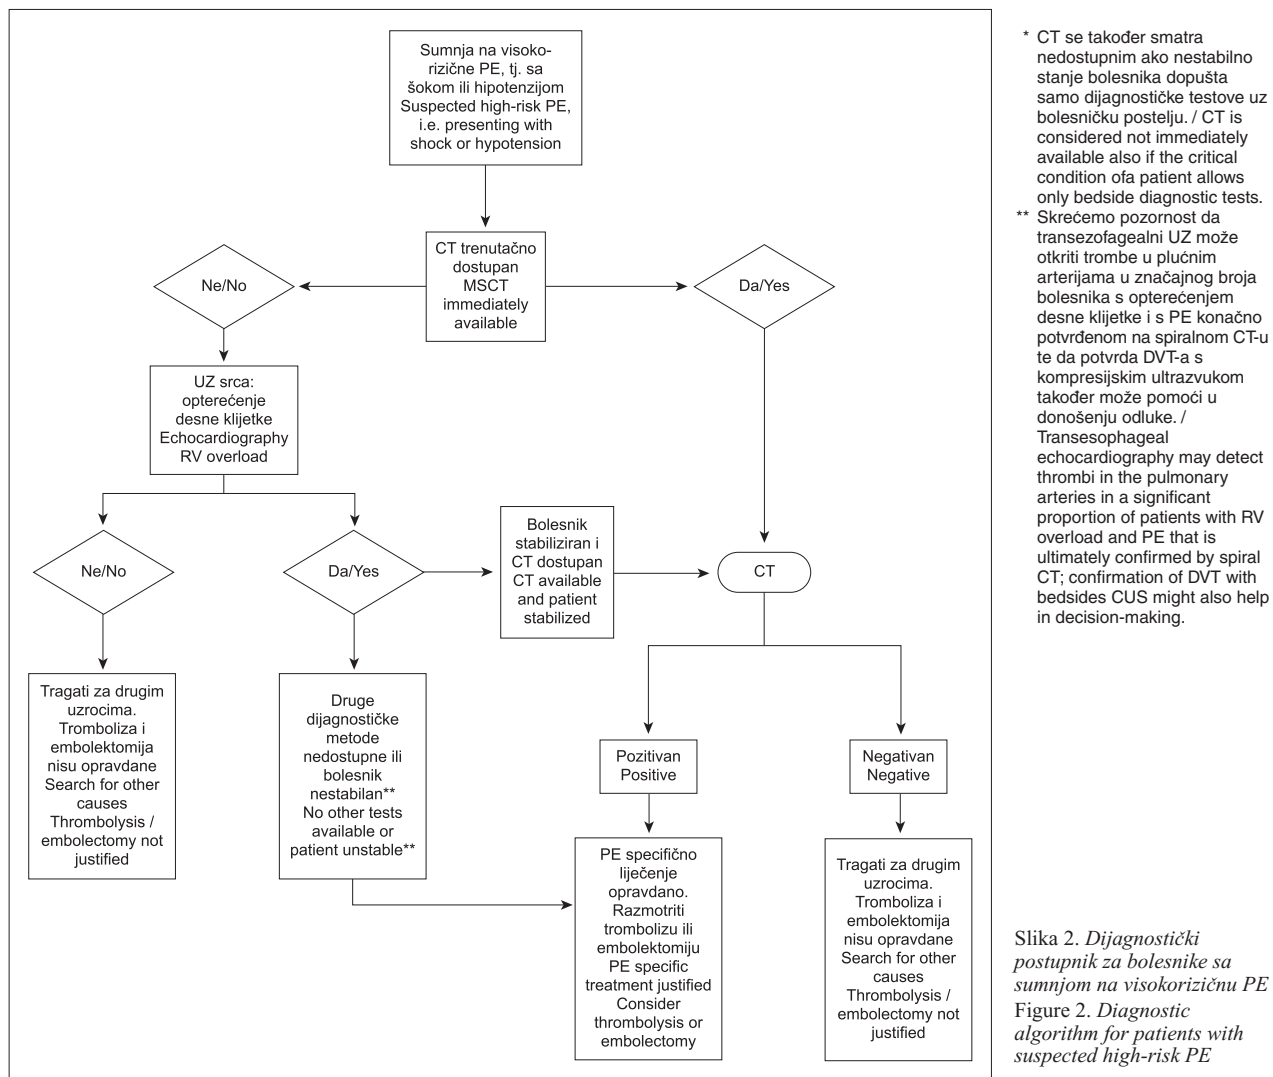 Sumnja na visoko-
rizične PE, tj. sa
šokom ili hipotenzijom
Suspected high-risk PE,
i.e. presenting with
shock or hypotension
CT trenutačno
dostupan
MSCT
immediately
available
Ne/No
Da/Yes
UZ srca:
opterećenje
desne klijetke
Echocardiography
RV overload
Ne/No
Da/Yes
Bolesnik
stabiliziran i
CT dostupan
CT available
and patient
stabilized
CT
Tragati za drugim
uzrocima.
Tromboliza i
embolektomija
nisu opravdane
Search for other
causes
Thrombolysis /
embolectomy not
justified
Druge
dijagnostičke
metode
nedostupne ili
bolesnik
nestabilan**
No other tests
available or
patient unstable**
Pozitivan
Positive
Negativan
Negative
PE specifično
liječenje
opravdano.
Razmotriti
trombolizu ili
embolektomiju
PE specific
treatment justified
Consider
thrombolysis or
embolectomy
Tragati za drugim
uzrocima.
Tromboliza i
embolektomija
nisu opravdane
Search for other
causes
Thrombolysis /
embolectomy not
justified
* CT se također smatra
nedostupnim ako nestabilno
stanje bolesnika dopušta
samo dijagnostičke testove uz
bolesničku postelju. / CT is
considered not immediately
available also if the critical
condition ofa patient allows
only bedside diagnostic tests.
** Skrećemo pozornost da
transezofagealni UZ može
otkriti trombe u plućnim
arterijama u značajnog broja
bolesnika s opterećenjem
desne klijetke i s PE konačno
potvrđenom na spiralnom CT-u
te da potvrda DVT-a s
kompresijskim ultrazvukom
također može pomoći u
donošenju odluke. /
Transesophageal
echocardiography may detect
thrombi in the pulmonary
arteries in a significant
proportion of patients with RV
overload and PE that is
ultimately confirmed by spiral
CT; confirmation of DVT with
bedsides CUS might also help
in decision-making.
Slika 2. Dijagnostički
postupnik za bolesnike sa
sumnjom na visokorizičnu PE
Figure 2. Diagnostic
algorithm for patients with
suspected high-risk PE